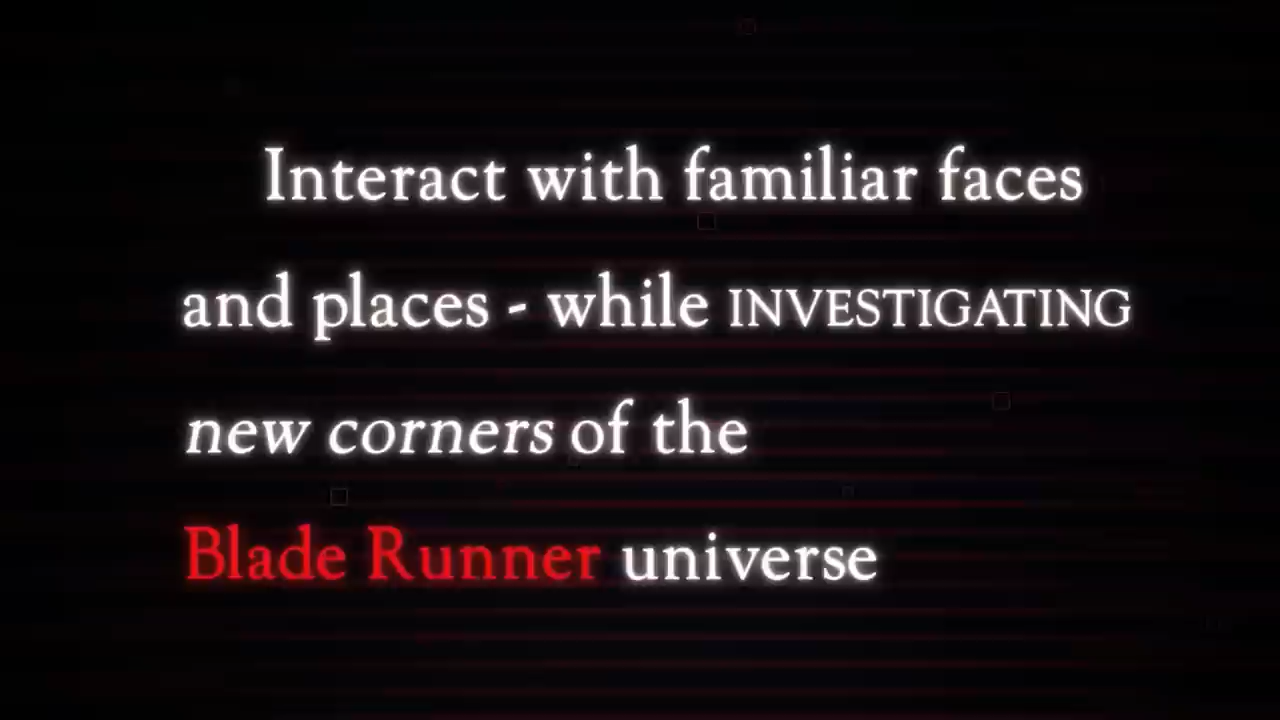 Interact with familiar faces
and places - while INVESTIGATING
new corners of the
Blade Runner universe